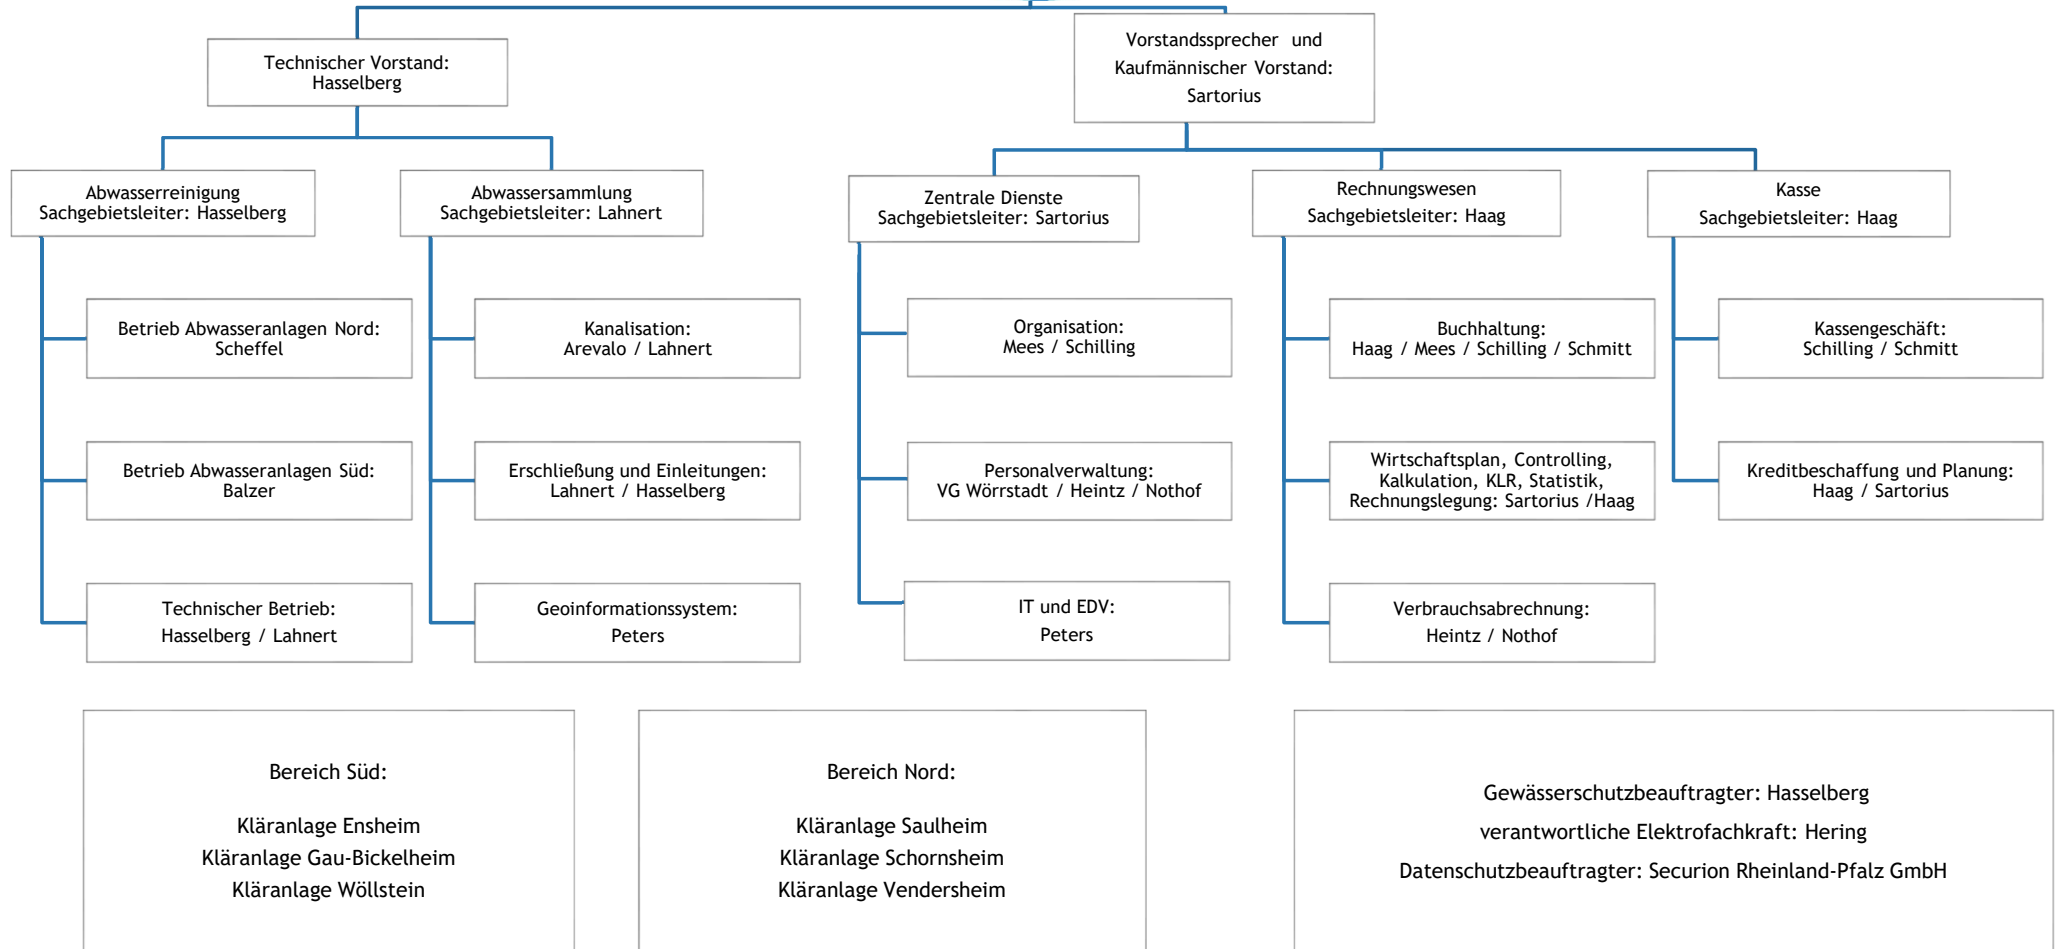 Technischer Vorstand:
Hasselberg
Vorstandssprecher und
Kaufmännischer Vorstand:
Sartorius
Abwasserreinigung
Sachgebietsleiter: Hasselberg
Abwassersammlung
Sachgebietsleiter: Lahnert
Zentrale Dienste
Sachgebietsleiter: Sartorius
Rechnungswesen
Sachgebietsleiter: Haag
Kasse
Sachgebietsleiter: Haag
Betrieb Abwasseranlagen Nord:
Scheffel
Kanalisation:
Arevalo / Lahnert
Organisation:
Mees / Schilling
Buchhaltung:
Haag / Mees / Schilling / Schmitt
Kassengeschäft:
Schilling / Schmitt
Betrieb Abwasseranlagen Süd:
Balzer
Erschließung und Einleitungen:
Lahnert / Hasselberg
Personalverwaltung:
VG Wörrstadt / Heintz / Nothof
Wirtschaftsplan, Controlling,
Kalkulation, KLR, Statistik,
Rechnungslegung: Sartorius /Haag
Kreditbeschaffung und Planung:
Haag / Sartorius
Technischer Betrieb:
Hasselberg / Lahnert
Geoinformationssystem:
Peters
IT und EDV:
Peters
Verbrauchsabrechnung:
Heintz / Nothof
Bereich Süd:
Kläranlage Ensheim
Kläranlage Gau-Bickelheim
Kläranlage Wöllstein
Bereich Nord:
Kläranlage Saulheim
Kläranlage Schornsheim
Kläranlage Vendersheim
Gewässerschutzbeauftragter: Hasselberg
verantwortliche Elektrofachkraft: Hering
Datenschutzbeauftragter: Securion Rheinland-Pfalz GmbH